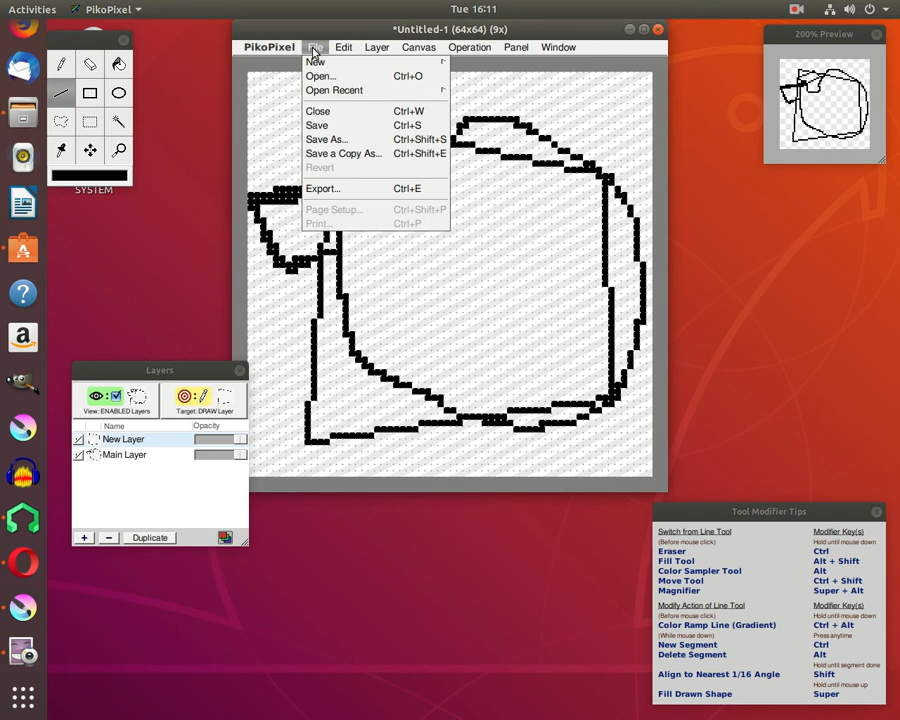 Activities
PikoPixel
Tue 16:11
*Untitled-1 (64x64) (9x)
PikoPixel
File
Edit
Layer
Canvas
Operation
Panel
Window
New
Open... Ctrl+O
Open Recent
Close Ctrl+W
Save Ctrl+S
Save As... Ctrl+Shift+S
Save a Copy As... Ctrl+Shift+E
Revert
Export... Ctrl+E
Page Setup... Ctrl+Shift+P
Print... Ctrl+P
200% Preview
SYSTEM
Layers
View: ENABLED Layers
Target: DRAW Layer
Name Opacity
New Layer
Main Layer
Duplicate
Tool Modifier Tips
Switch from Line Tool Modifier Key(s)
(Before mouse click) Hold until mouse down
Eraser Ctrl
Fill Tool Alt + Shift
Color Sampler Tool Alt
Move Tool Ctrl + Shift
Magnifier Super + Alt
Modify Action of Line Tool Modifier Key(s)
(Before mouse click) Hold until mouse down
Color Ramp Line (Gradient) Ctrl + Alt
(While mouse down) Press anytime
New Segment Ctrl
Delete Segment Alt
Hold until segment done
Align to Nearest 1/16 Angle Shift
Hold until mouse up
Fill Drawn Shape Super